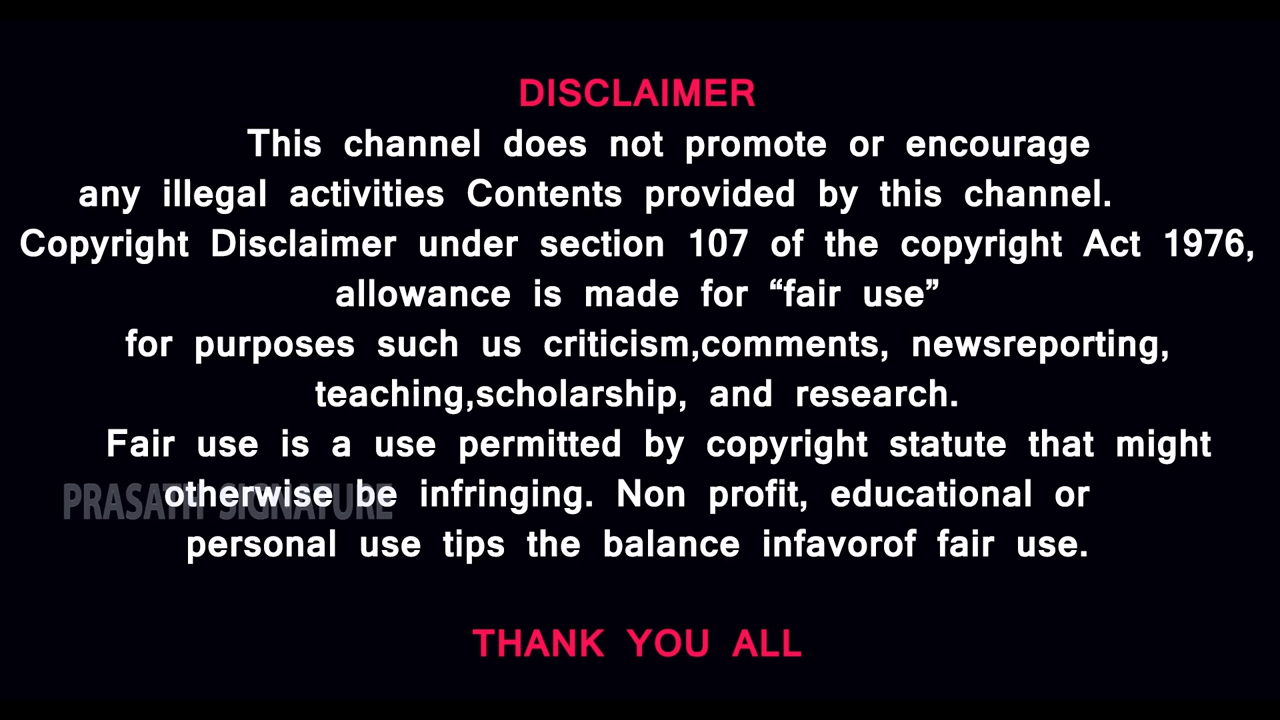 DISCLAIMER
This channel does not promote or encourage
any illegal activities Contents provided by this channel.
Copyright Disclaimer under section 107 of the copyright Act 1976,
allowance is made for “fair use”
for purposes such us criticism,comments, newsreporting,
teaching,scholarship, and research.
Fair use is a use permitted by copyright statute that might
otherwise be infringing. Non profit, educational or
PRASATH SIGNATURE
personal use tips the balance infavorof fair use.
THANK YOU ALL